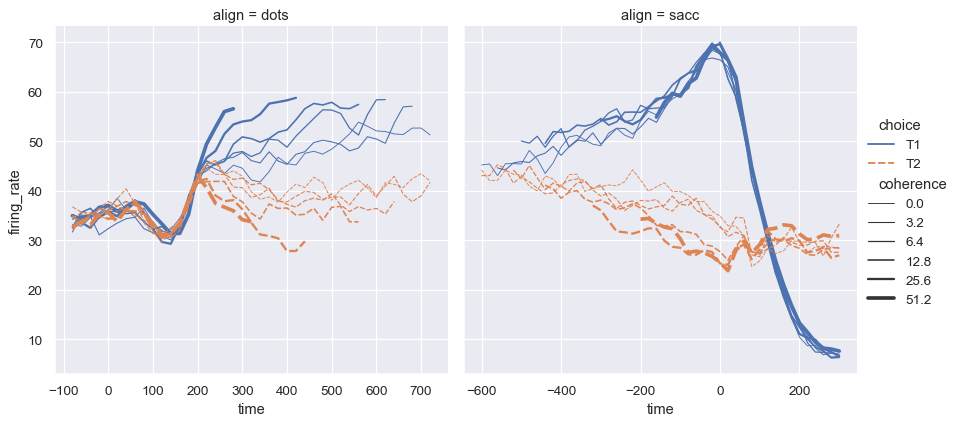 align = dots
align = sacc
firing_rate
70
60
50
40
30
20
10
−100 0 100 200 300 400 500 600 700
time
−600 −400 −200 0 200
time
choice
T1
T2
coherence
0.0
3.2
6.4
12.8
25.6
51.2